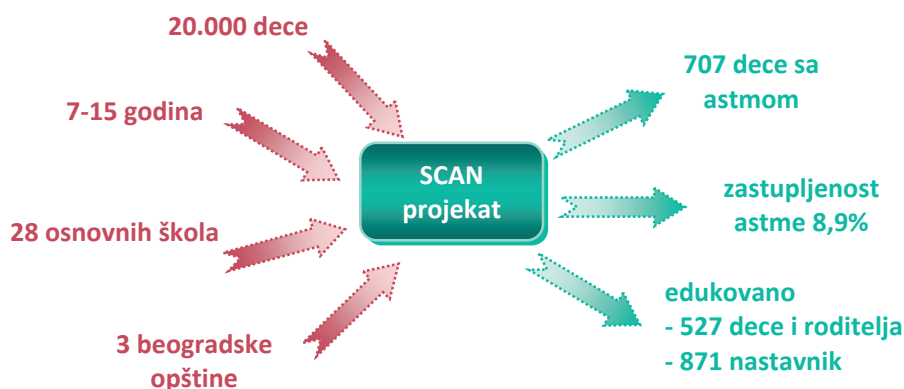 20.000 dece
7-15 godina
28 osnovnih škola
3 beogradske
opštine
SCAN
projekat
707 dece sa
astmom
zastupljenost
astme 8,9%
edukovano
- 527 dece i roditelja
- 871 nastavnik